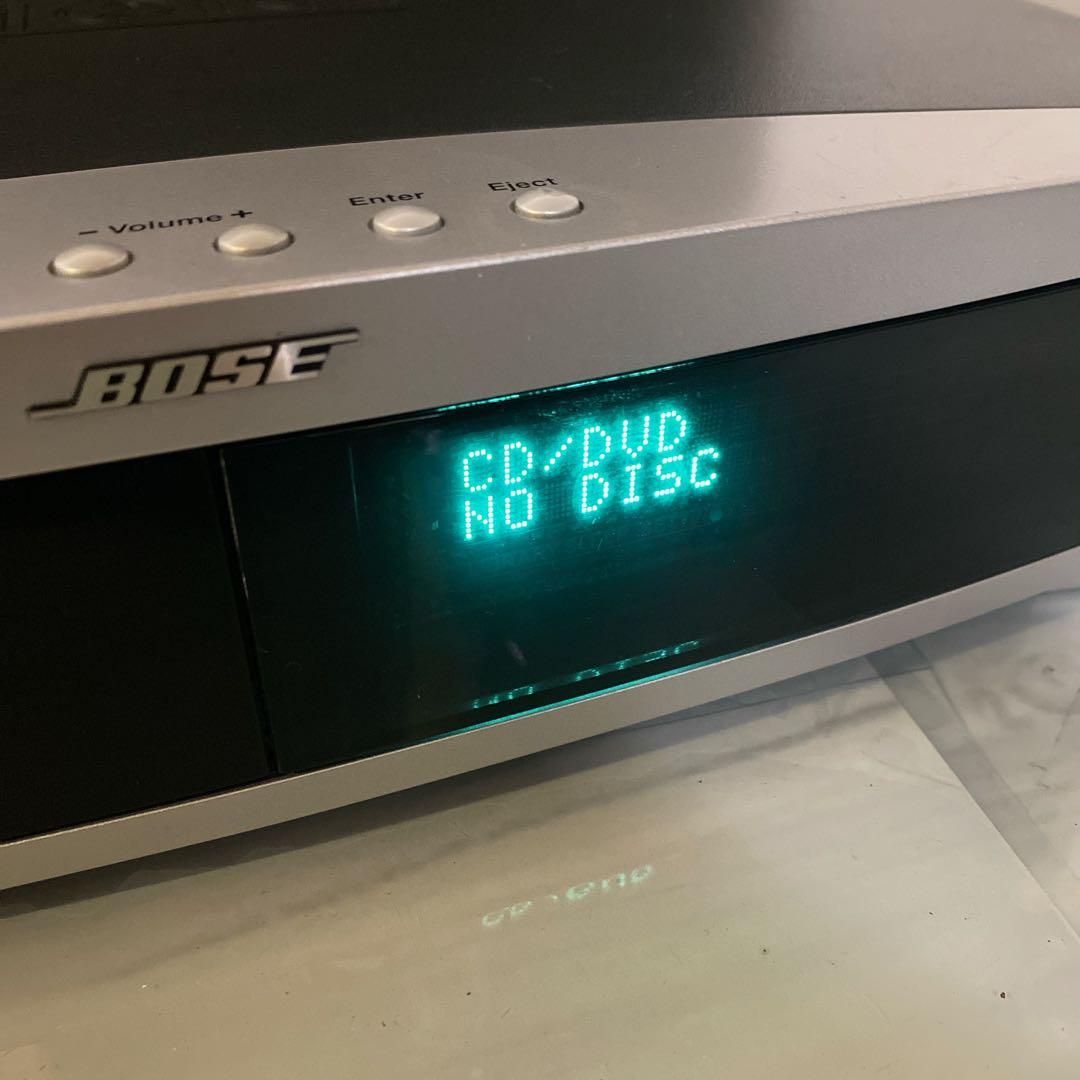 - Volume +
Enter
Eject
BOSE
CD/DVD
NO DISC